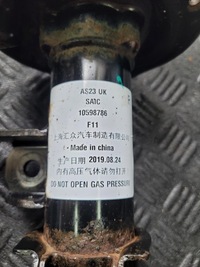 AS23 UK
SAIC
10598786
F11
上海汇众汽车制造有限公司
Made in china
生产日期 2019.08.24
内有高压气体请勿打开
DO NOT OPEN GAS PRESSURE